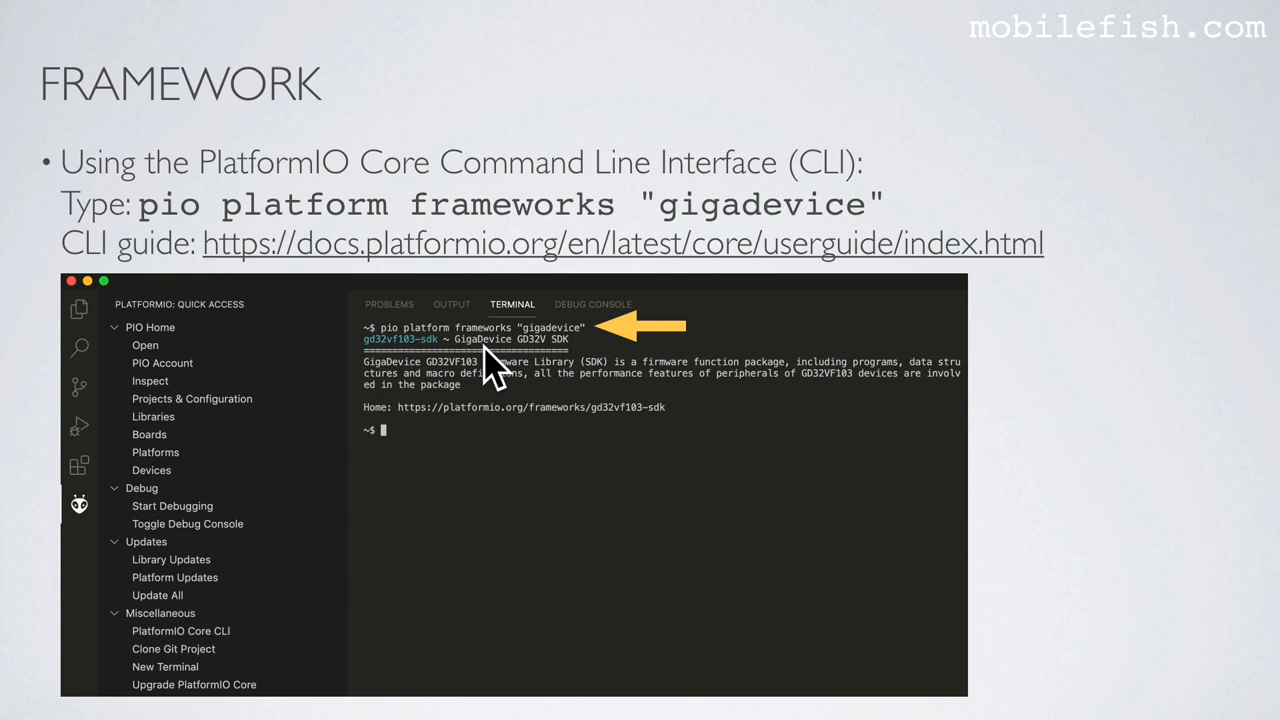 mobilefish.com
FRAMEWORK
• Using the PlatformIO Core Command Line Interface (CLI):
Type: pio platform frameworks "gigadevice"
CLI guide: https://docs.platformio.org/en/latest/core/userguide/index.html
PLATFORMIO: QUICK ACCESS
PIO Home
Open
PIO Account
Inspect
Projects & Configuration
Libraries
Boards
Platforms
Devices
Debug
Start Debugging
Toggle Debug Console
Updates
Library Updates
Platform Updates
Update All
Miscellaneous
PlatformIO Core CLI
Clone Git Project
New Terminal
Upgrade PlatformIO Core
PROBLEMS OUTPUT TERMINAL DEBUG CONSOLE
~$ pio platform frameworks "gigadevice"
gd32vf103-sdk ~ GigaDevice GD32V SDK
====================================
GigaDevice GD32VF103 Library (SDK) is a firmware function package, including programs, data stru
ctures and macro all the performance features of peripherals of GD32VF103 devices are involv
ed in the package
Home: https://platformio.org/frameworks/gd32vf103-sdk
~$